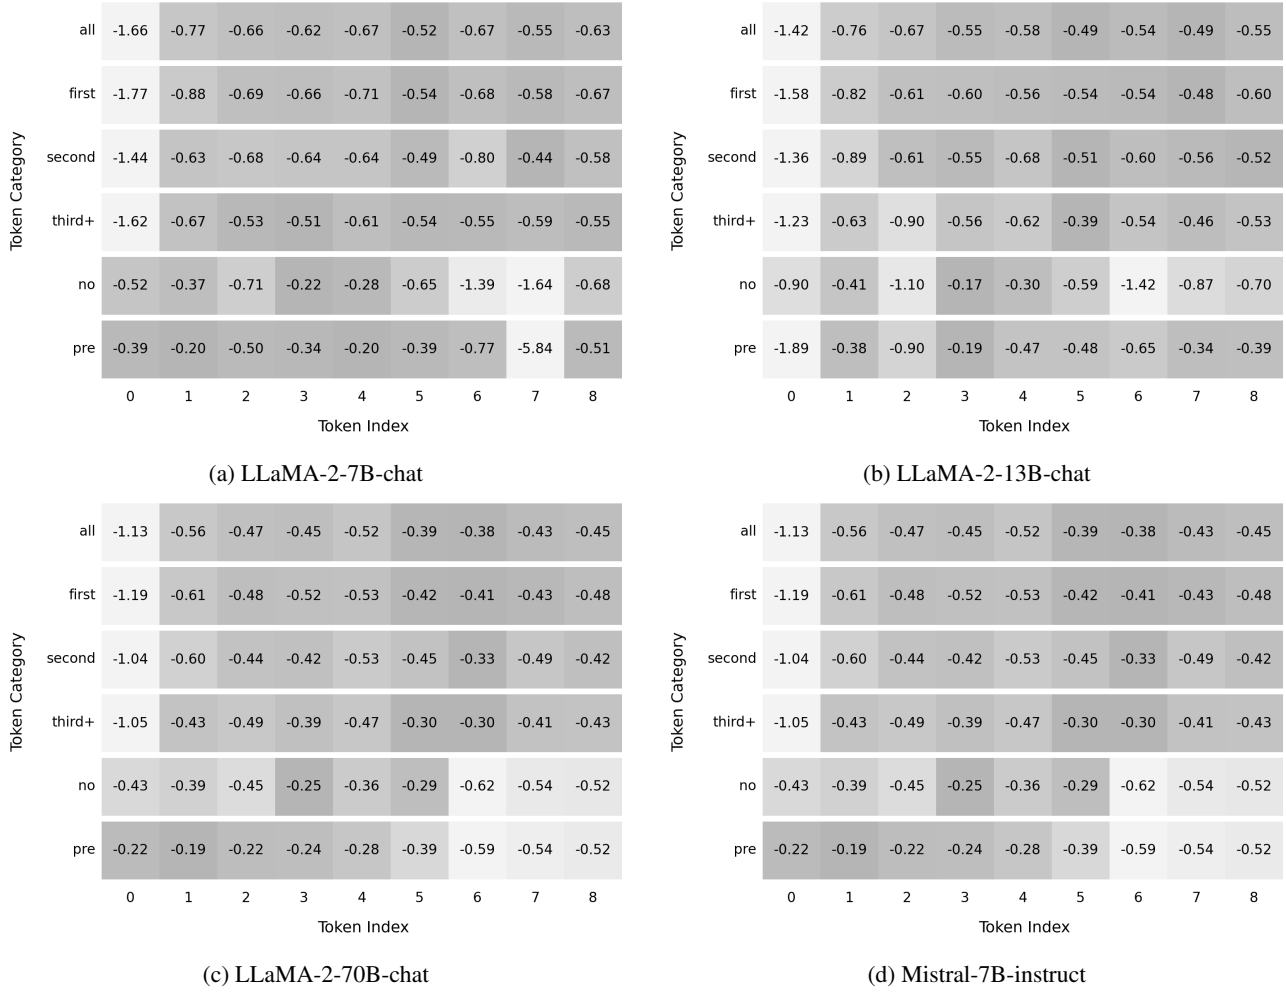 all -1.66 -0.77 -0.66 -0.62 -0.67 -0.52 -0.67 -0.55 -0.63
first -1.77 -0.88 -0.69 -0.66 -0.71 -0.54 -0.68 -0.58 -0.67
second -1.44 -0.63 -0.68 -0.64 -0.64 -0.49 -0.80 -0.44 -0.58
third+ -1.62 -0.67 -0.53 -0.51 -0.61 -0.54 -0.55 -0.59 -0.55
no -0.52 -0.37 -0.71 -0.22 -0.28 -0.65 -1.39 -1.64 -0.68
pre -0.39 -0.20 -0.50 -0.34 -0.20 -0.39 -0.77 -5.84 -0.51
0 1 2 3 4 5 6 7 8
Token Index
Token Category
(a) LLaMA-2-7B-chat
all -1.42 -0.76 -0.67 -0.55 -0.58 -0.49 -0.54 -0.49 -0.55
first -1.58 -0.82 -0.61 -0.60 -0.56 -0.54 -0.54 -0.48 -0.60
second -1.36 -0.89 -0.61 -0.55 -0.68 -0.51 -0.60 -0.56 -0.52
third+ -1.23 -0.63 -0.90 -0.56 -0.62 -0.39 -0.54 -0.46 -0.53
no -0.90 -0.41 -1.10 -0.17 -0.30 -0.59 -1.42 -0.87 -0.70
pre -1.89 -0.38 -0.90 -0.19 -0.47 -0.48 -0.65 -0.34 -0.39
0 1 2 3 4 5 6 7 8
Token Index
Token Category
(b) LLaMA-2-13B-chat
all -1.13 -0.56 -0.47 -0.45 -0.52 -0.39 -0.38 -0.43 -0.45
first -1.19 -0.61 -0.48 -0.52 -0.53 -0.42 -0.41 -0.43 -0.48
second -1.04 -0.60 -0.44 -0.42 -0.53 -0.45 -0.33 -0.49 -0.42
third+ -1.05 -0.43 -0.49 -0.39 -0.47 -0.30 -0.30 -0.41 -0.43
no -0.43 -0.39 -0.45 -0.25 -0.36 -0.29 -0.62 -0.54 -0.52
pre -0.22 -0.19 -0.22 -0.24 -0.28 -0.39 -0.59 -0.54 -0.52
0 1 2 3 4 5 6 7 8
Token Index
Token Category
(c) LLaMA-2-70B-chat
all -1.13 -0.56 -0.47 -0.45 -0.52 -0.39 -0.38 -0.43 -0.45
first -1.19 -0.61 -0.48 -0.52 -0.53 -0.42 -0.41 -0.43 -0.48
second -1.04 -0.60 -0.44 -0.42 -0.53 -0.45 -0.33 -0.49 -0.42
third+ -1.05 -0.43 -0.49 -0.39 -0.47 -0.30 -0.30 -0.41 -0.43
no -0.43 -0.39 -0.45 -0.25 -0.36 -0.29 -0.62 -0.54 -0.52
pre -0.22 -0.19 -0.22 -0.24 -0.28 -0.39 -0.59 -0.54 -0.52
0 1 2 3 4 5 6 7 8
Token Index
Token Category
(d) Mistral-7B-instruct